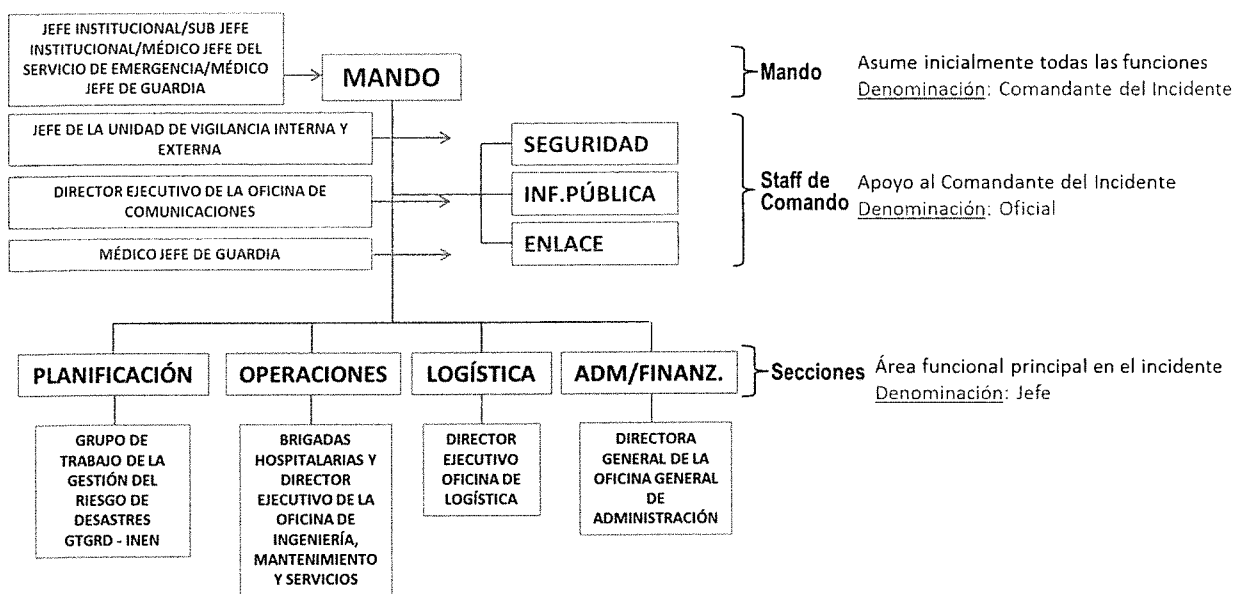 JEFE INSTITUCIONAL/SUB JEFE
INSTITUCIONAL/MÉDICO JEFE DEL
SERVICIO DE EMERGENCIA/MÉDICO
JEFE DE GUARDIA
MANDO
Mando
Asume inicialmente todas las funciones
Denominación: Comandante del Incidente
JEFE DE LA UNIDAD DE VIGILANCIA INTERNA Y
EXTERNA
DIRECTOR EJECUTIVO DE LA OFICINA DE
COMUNICACIONES
MÉDICO JEFE DE GUARDIA
SEGURIDAD
INF.PÚBLICA
ENLACE
Staff de
Comando
Apoyo al Comandante del Incidente
Denominación: Oficial
PLANIFICACIÓN
OPERACIONES
LOGÍSTICA
ADM/FINANZ.
Secciones
Área funcional principal en el incidente
Denominación: Jefe
GRUPO DE
TRABAJO DE LA
GESTIÓN DEL
RIESGO DE
DESASTRES
GTGRD - INEN
BRIGADAS
HOSPITALARIAS Y
DIRECTOR
EJECUTIVO DE LA
OFICINA DE
INGENIERÍA,
MANTENIMIENTO
Y SERVICIOS
DIRECTOR
EJECUTIVO
OFICINA DE
LOGÍSTICA
DIRECTORA
GENERAL DE LA
OFICINA GENERAL
DE
ADMINISTRACIÓN